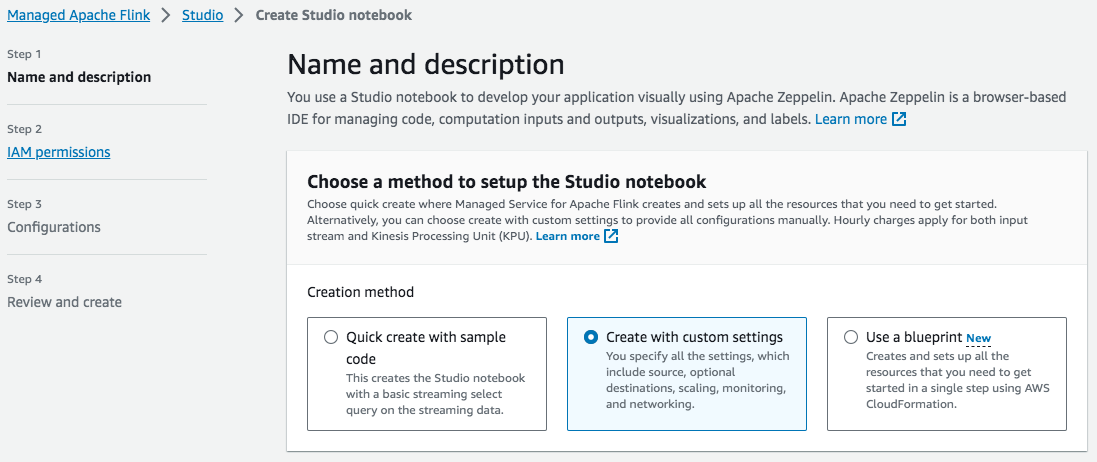 Managed Apache Flink > Studio > Create Studio notebook
Step 1
Name and description
Step 2
IAM permissions
Step 3
Configurations
Step 4
Review and create
Name and description
You use a Studio notebook to develop your application visually using Apache Zeppelin. Apache Zeppelin is a browser-based
IDE for managing code, computation inputs and outputs, visualizations, and labels. Learn more
Choose a method to setup the Studio notebook
Choose quick create where Managed Service for Apache Flink creates and sets up all the resources that you need to get started.
Alternatively, you can choose create with custom settings to provide all configurations manually. Hourly charges apply for both input
stream and Kinesis Processing Unit (KPU). Learn more
Creation method
Quick create with sample
code
This creates the Studio notebook
with a basic streaming select
query on the streaming data.
Create with custom settings
You specify all the settings, which
include source, optional
destinations, scaling, monitoring,
and networking.
Use a blueprint New
Creates and sets up all the
resources that you need to get
started in a single step using AWS
CloudFormation.